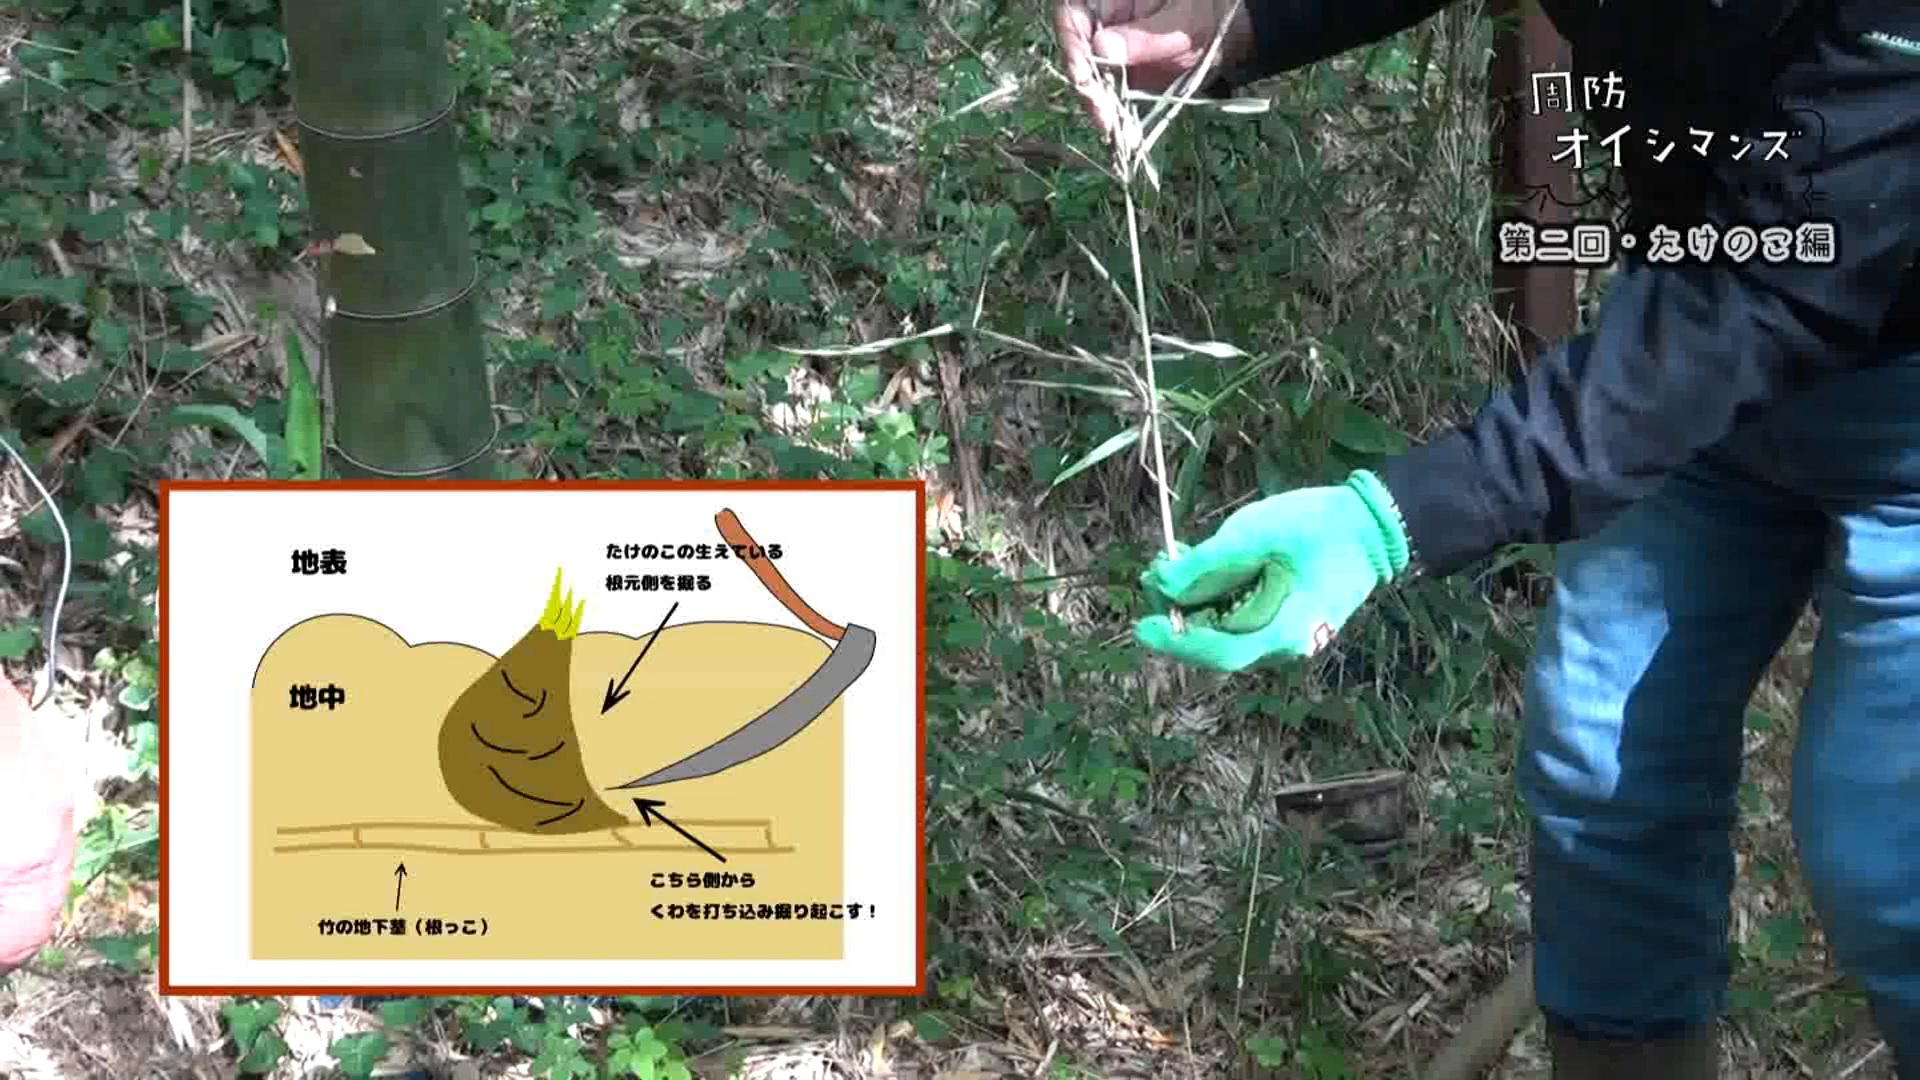 周防
オイシマンズ
第二回・たけのこ編
地表
たけのこの生えている
根元側を掘る
地中
こちら側から
くわを打ち込み掘り起こす！
竹の地下茎（根っこ）